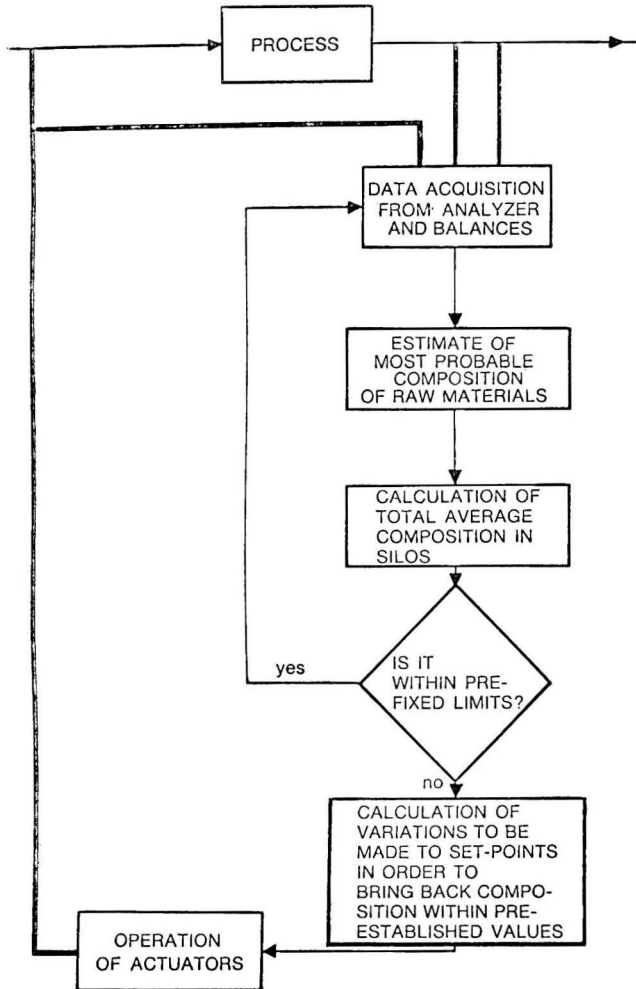 PROCESS
DATA ACQUISITION
FROM ANALYZER
AND BALANCES
ESTIMATE OF
MOST PROBABLE
COMPOSITION
OF RAW MATERIALS
CALCULATION OF
TOTAL AVERAGE
COMPOSITION IN
SILOS
IS IT
WITHIN PRE-
FIXED LIMITS?
yes
no
CALCULATION OF
VARIATIONS TO BE
MADE TO SET-POINTS
IN ORDER TO
BRING BACK COMPO-
SITION WITHIN PRE-
ESTABLISHED VALUES
OPERATION
OF ACTUATORS